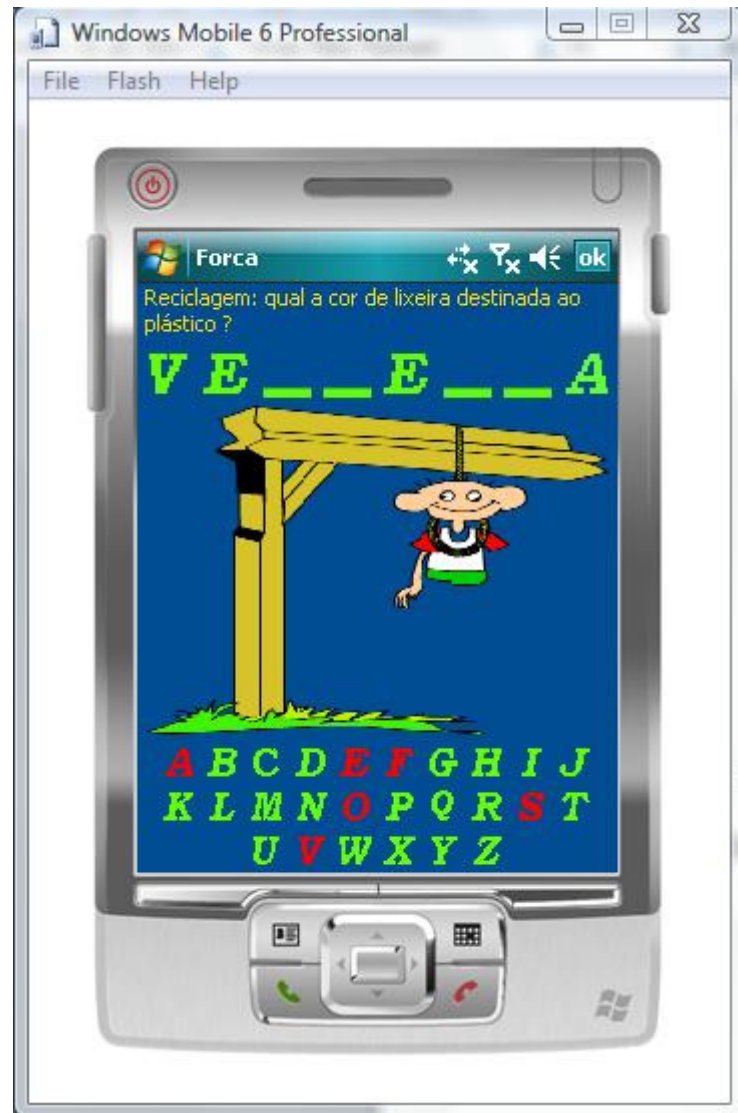 Windows Mobile 6 Professional
File Flash Help
Forca ok
Reciclagem: qual a cor de lixeira destinada ao
plástico ?
V E _ _ E _ _ A
A B C D E F G H I J
K L M N O P Q R S T
U V W X Y Z